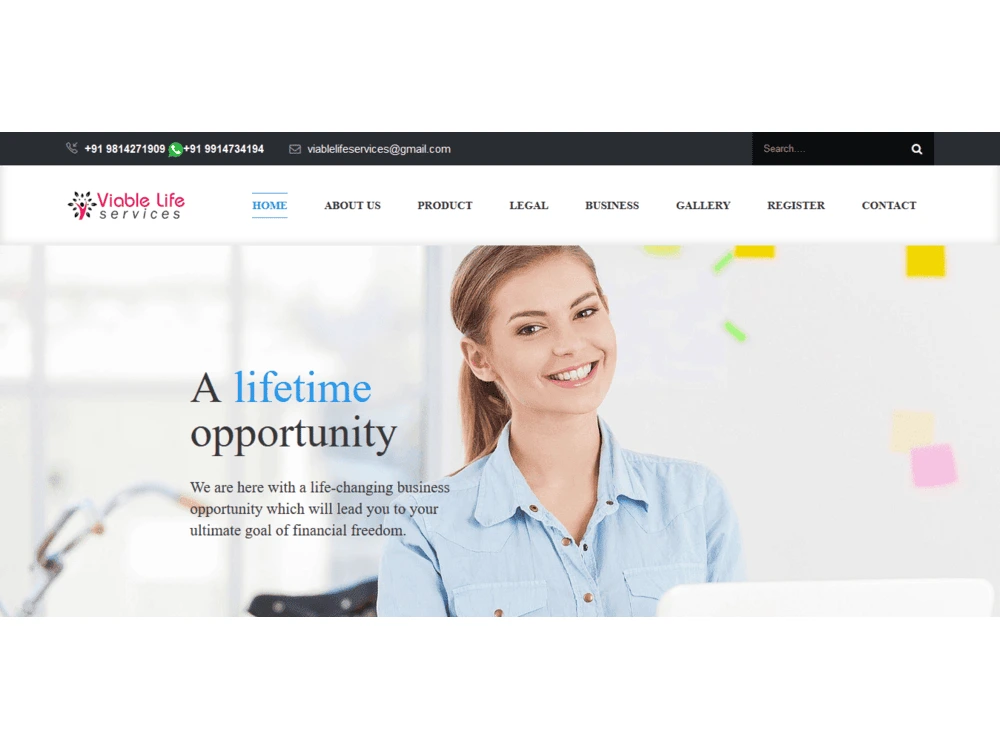 +91 9814271909 +91 9914734194 viablelifeservices@gmail.com Search....
Viable Life
services
HOME ABOUT US PRODUCT LEGAL BUSINESS GALLERY REGISTER CONTACT
A lifetime
opportunity
We are here with a life-changing business
opportunity which will lead you to your
ultimate goal of financial freedom.